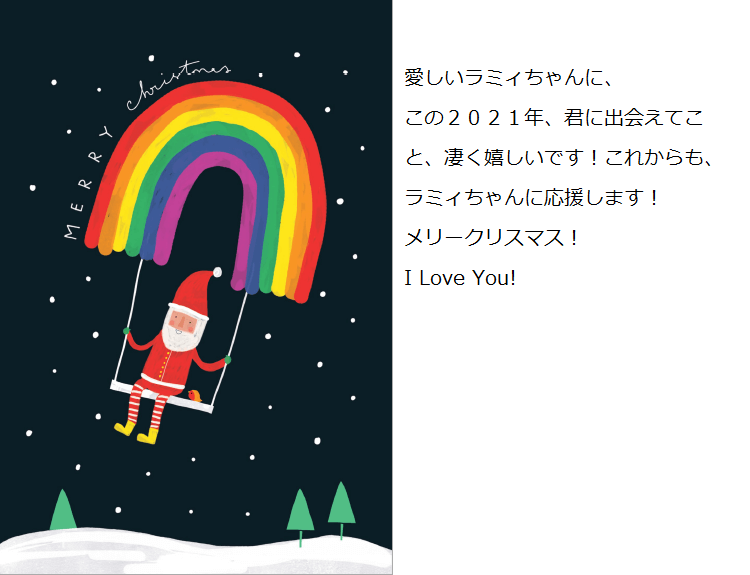 MERRY christmas
愛しいラミィちゃんに、
この２０２１年、君に出会えてこ
と、凄く嬉しいです！これからも、
ラミィちゃんに応援します！
メリークリスマス！
I Love You!